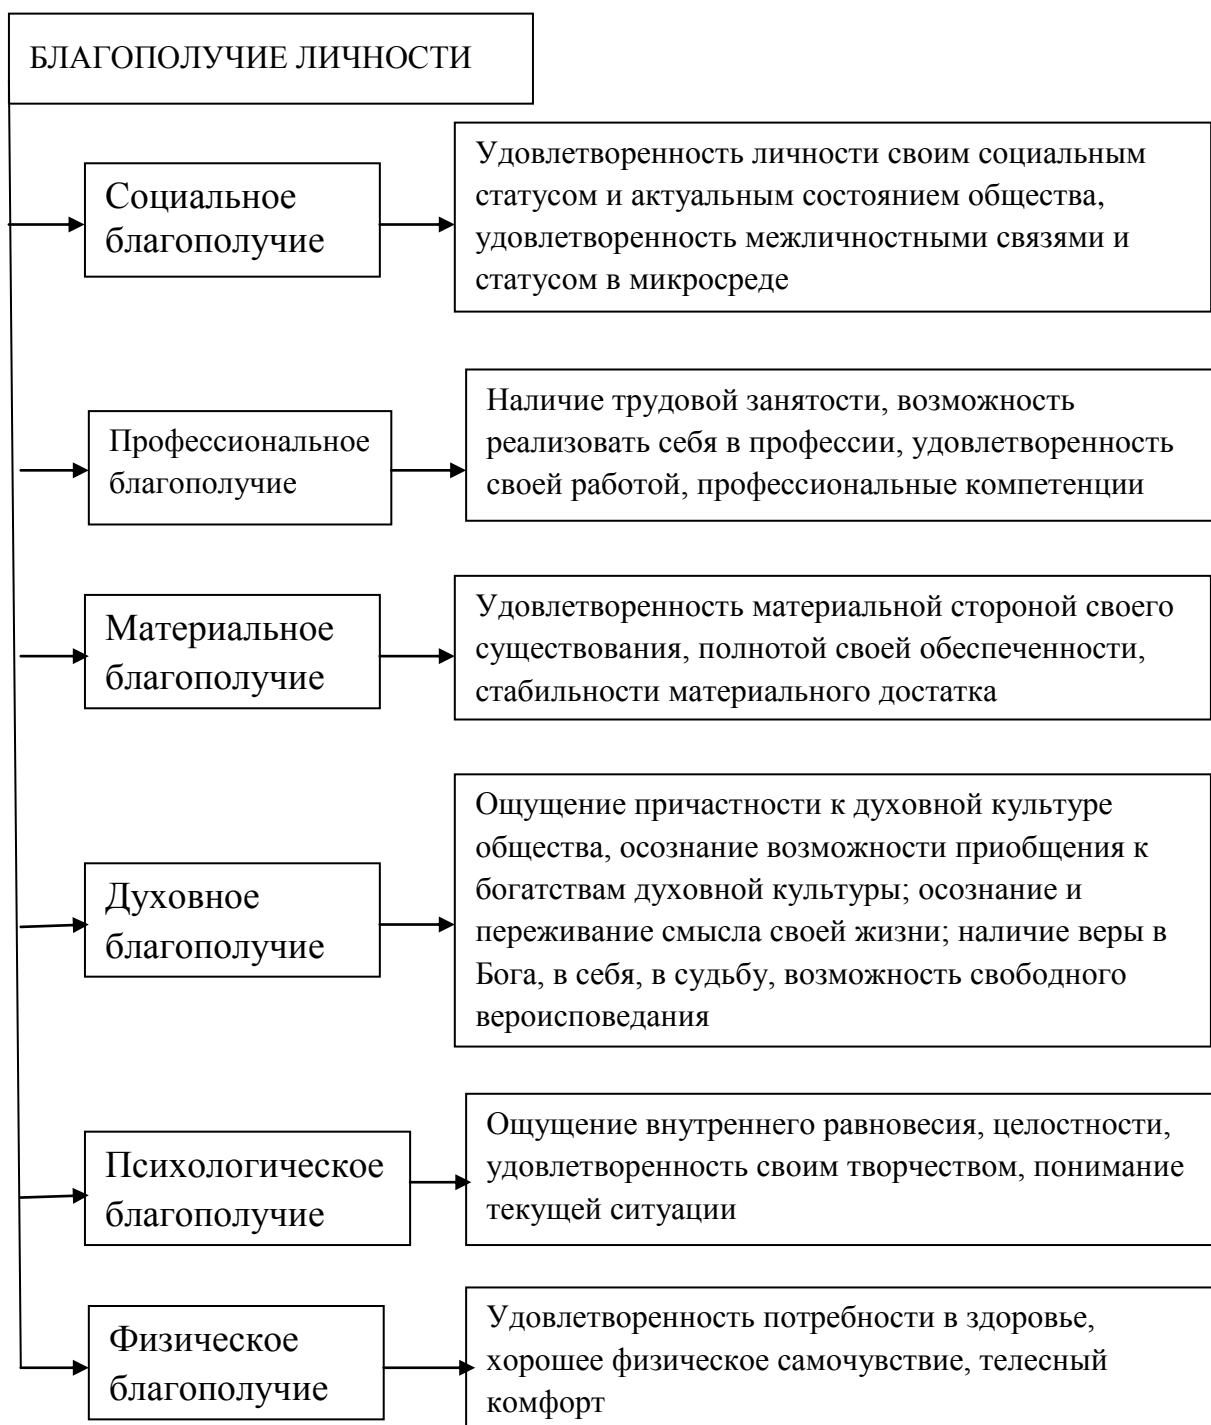 БЛАГОПОЛУЧИЕ ЛИЧНОСТИ
Социальное
благополучие
Удовлетворенность личности своим социальным
статусом и актуальным состоянием общества,
удовлетворенность межличностными связями и
статусом в микросреде
Профессиональное
благополучие
Наличие трудовой занятости, возможность
реализовать себя в профессии, удовлетворенность
своей работой, профессиональные компетенции
Материальное
благополучие
Удовлетворенность материальной стороной своего
существования, полнотой своей обеспеченности,
стабильности материального достатка
Духовное
благополучие
Ощущение причастности к духовной культуре
общества, осознание возможности приобщения к
богатствам духовной культуры; осознание и
переживание смысла своей жизни; наличие веры в
Бога, в себя, в судьбу, возможность свободного
вероисповедания
Психологическое
благополучие
Ощущение внутреннего равновесия, целостности,
удовлетворенность своим творчеством, понимание
текущей ситуации
Физическое
благополучие
Удовлетворенность потребности в здоровье,
хорошее физическое самочувствие, телесный
комфорт